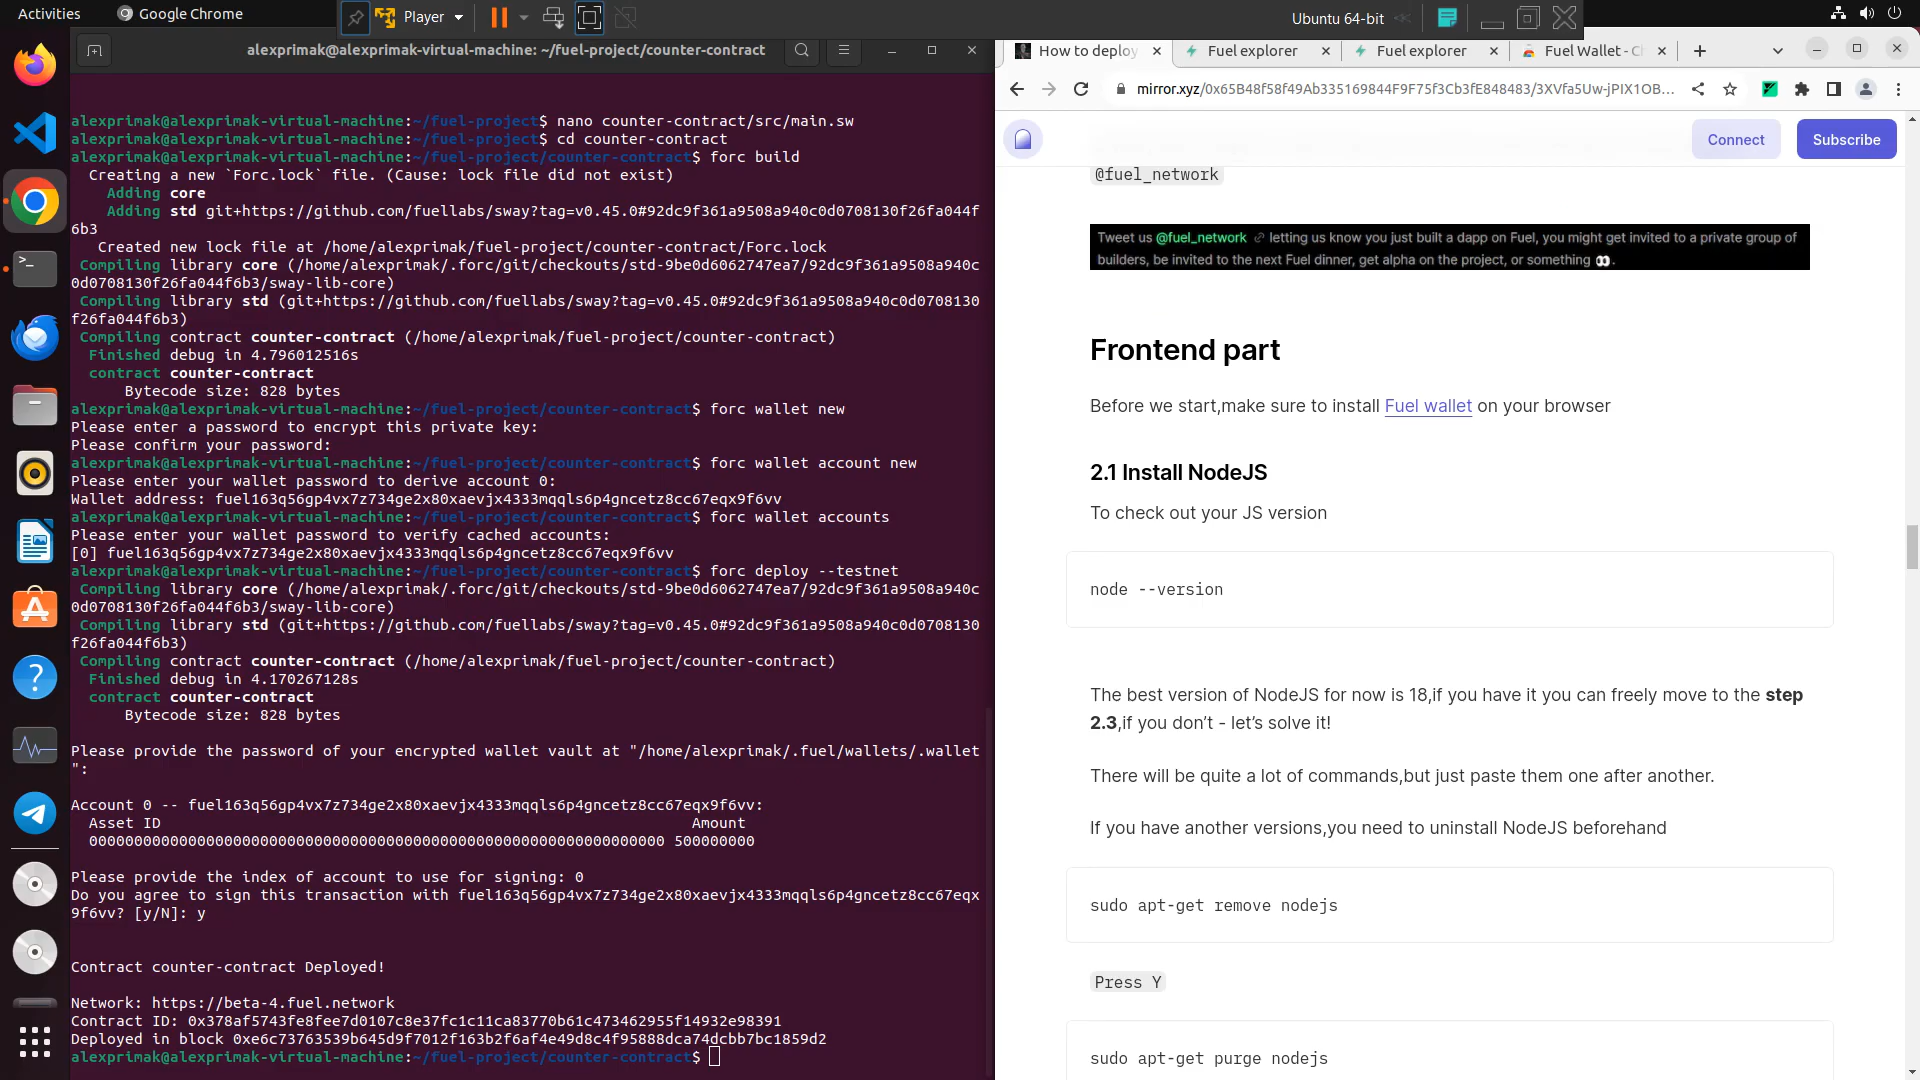 Activities
Google Chrome
Player
Ubuntu 64-bit
alexprimak@alexprimak-virtual-machine: ~/fuel-project/counter-contract
alexprimak@alexprimak-virtual-machine:~/fuel-project$ nano counter-contract/src/main.sw
alexprimak@alexprimak-virtual-machine:~/fuel-project$ cd counter-contract
alexprimak@alexprimak-virtual-machine:~/fuel-project/counter-contract$ forc build
Creating a new `Forc.lock` file. (Cause: lock file did not exist)
Adding core
Adding std git+https://github.com/fuellabs/sway?tag=v0.45.0#92dc9f361a9508a940c0d0708130f26fa044f
6b3
Created new lock file at /home/alexprimak/fuel-project/counter-contract/Forc.lock
Compiling library core (/home/alexprimak/.forc/git/checkouts/std-9be0d6062747ea7/92dc9f361a9508a940c
0d0708130f26fa044f6b3/sway-lib-core)
Compiling library std (git+https://github.com/fuellabs/sway?tag=v0.45.0#92dc9f361a9508a940c0d0708130
f26fa044f6b3)
Compiling contract counter-contract (/home/alexprimak/fuel-project/counter-contract)
Finished debug in 4.796012516s
contract counter-contract
Bytecode size: 828 bytes
alexprimak@alexprimak-virtual-machine:~/fuel-project/counter-contract$ forc wallet new
Please enter a password to encrypt this private key:
Please confirm your password:
alexprimak@alexprimak-virtual-machine:~/fuel-project/counter-contract$ forc wallet account new
Please enter your wallet password to derive account 0:
Wallet address: fuel163q56gp4vx7z734ge2x80xaevjx4333mqqls6p4gncetz8cc67eqx9f6vv
alexprimak@alexprimak-virtual-machine:~/fuel-project/counter-contract$ forc wallet accounts
Please enter your wallet password to verify cached accounts:
[0] fuel163q56gp4vx7z734ge2x80xaevjx4333mqqls6p4gncetz8cc67eqx9f6vv
alexprimak@alexprimak-virtual-machine:~/fuel-project/counter-contract$ forc deploy --testnet
Compiling library core (/home/alexprimak/.forc/git/checkouts/std-9be0d6062747ea7/92dc9f361a9508a940c
0d0708130f26fa044f6b3/sway-lib-core)
Compiling library std (git+https://github.com/fuellabs/sway?tag=v0.45.0#92dc9f361a9508a940c0d0708130
f26fa044f6b3)
Compiling contract counter-contract (/home/alexprimak/fuel-project/counter-contract)
Finished debug in 4.170267128s
contract counter-contract
Bytecode size: 828 bytes
Please provide the password of your encrypted wallet vault at "/home/alexprimak/.fuel/wallets/.wallet
":
Account 0 -- fuel163q56gp4vx7z734ge2x80xaevjx4333mqqls6p4gncetz8cc67eqx9f6vv:
Asset ID Amount
0000000000000000000000000000000000000000000000000000000000000000 500000000
Please provide the index of account to use for signing: 0
Do you agree to sign this transaction with fuel163q56gp4vx7z734ge2x80xaevjx4333mqqls6p4gncetz8cc67eqx
9f6vv? [y/N]: y
Contract counter-contract Deployed!
Network: https://beta-4.fuel.network
Contract ID: 0x378af5743fe8fee7d0107c8e37fc1c11ca83770b61c473462955f14932e98391
Deployed in block 0xe6c73763539b645d9f7012f163b2f6af4e49d8c4f95888dca74dcbb7bc1859d2
alexprimak@alexprimak-virtual-machine:~/fuel-project/counter-contract$
How to deploy
Fuel explorer
Fuel explorer
Fuel Wallet - Ch
mirror.xyz/0x65B48f58f49Ab335169844F9F75f3Cb3fE848483/3XVfa5Uw-jPIX1OB...
Connect
Subscribe
@fuel_network
Tweet us @fuel_network letting us know you just built a dapp on Fuel, you might get invited to a private group of
builders, be invited to the next Fuel dinner, get alpha on the project, or something 👀.
Frontend part
Before we start,make sure to install Fuel wallet on your browser
2.1 Install NodeJS
To check out your JS version
node --version
The best version of NodeJS for now is 18,if you have it you can freely move to the step
2.3,if you don’t - let’s solve it!
There will be quite a lot of commands,but just paste them one after another.
If you have another versions,you need to uninstall NodeJS beforehand
sudo apt-get remove nodejs
Press Y
sudo apt-get purge nodejs